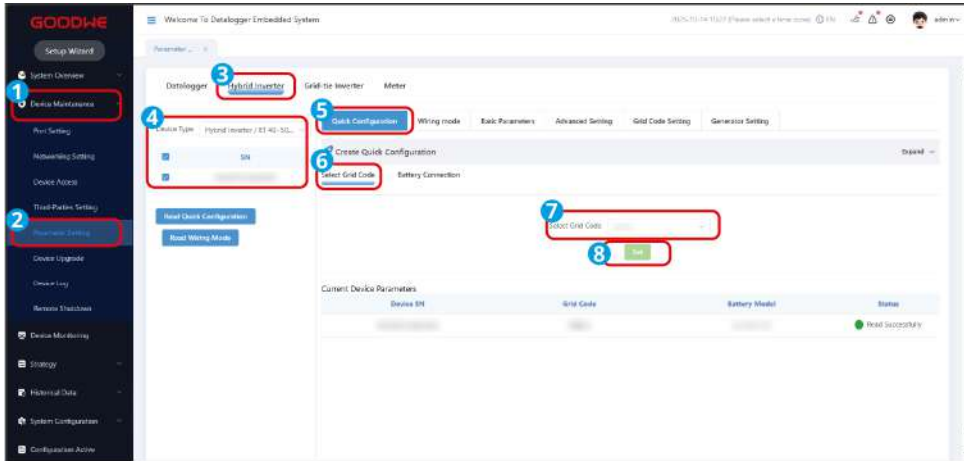 GOODWE
Welcome To Datalogger Embedded System
admin
Setup Wizard
System Overview
1
Device Maintenance
Port Setting
Networking Setting
Device Access
Third-Parties Setting
2
Parameter Setting
Device Upgrade
Device Log
Remote Shutdown
Device Monitoring
Strategy
Historical Data
System Configuration
Configuration Active
Datalogger
3
Hybrid Inverter
Grid-tie Inverter
Meter
4
Device Type
Hybrid Inverter / ET 40-50...
SN
Read Quick Configuration
Read Wiring Mode
5
Quick Configuration
Wiring mode
Basic Parameters
Advanced Setting
Grid Code Setting
Generator Setting
Create Quick Configuration
Expand
6
Select Grid Code
Battery Connection
7
Select Grid Code
8
Set
Current Device Parameters
Device SN
Grid Code
Battery Model
Status
Read Successfully